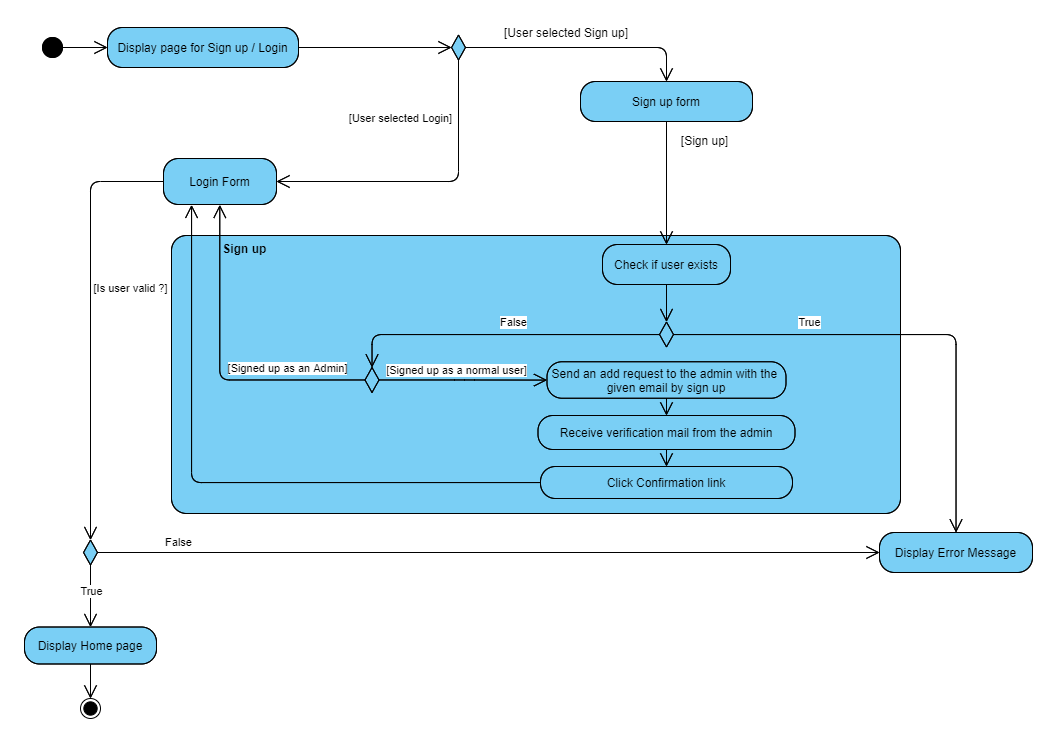 Display page for Sign up / Login
[User selected Sign up]
Sign up form
[User selected Login]
[Sign up]
Login Form
Sign up
Check if user exists
[Is user valid ?]
False
True
[Signed up as an Admin]
[Signed up as a normal user]
Send an add request to the admin with the
given email by sign up
Receive verification mail from the admin
Click Confirmation link
False
Display Error Message
True
Display Home page